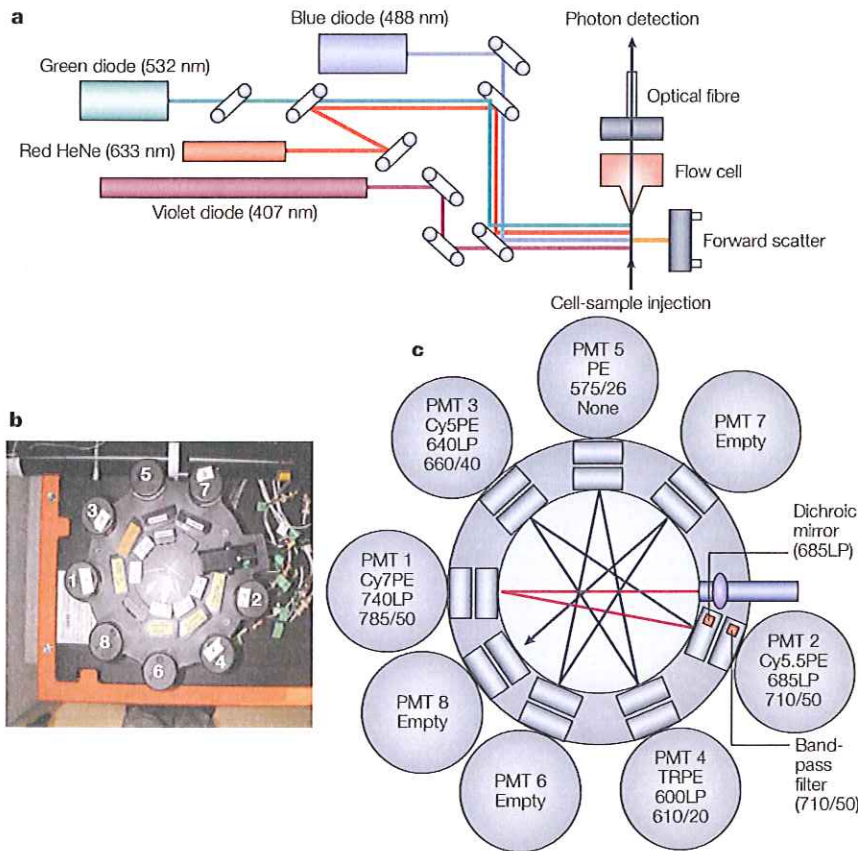 a
Blue diode (488 nm)
Green diode (532 nm)
Red HeNe (633 nm)
Violet diode (407 nm)
Photon detection
Optical fibre
Flow cell
Forward scatter
Cell-sample injection
b
5
7
3
1
2
8
6
4
c
PMT 5
PE
575/26
None
PMT 3
Cy5PE
640LP
660/40
PMT 7
Empty
Dichroic
mirror
(685LP)
PMT 1
Cy7PE
740LP
785/50
PMT 2
Cy5.5PE
685LP
710/50
PMT 8
Empty
PMT 6
Empty
PMT 4
TRPE
600LP
610/20
Band-
pass
filter
(710/50)